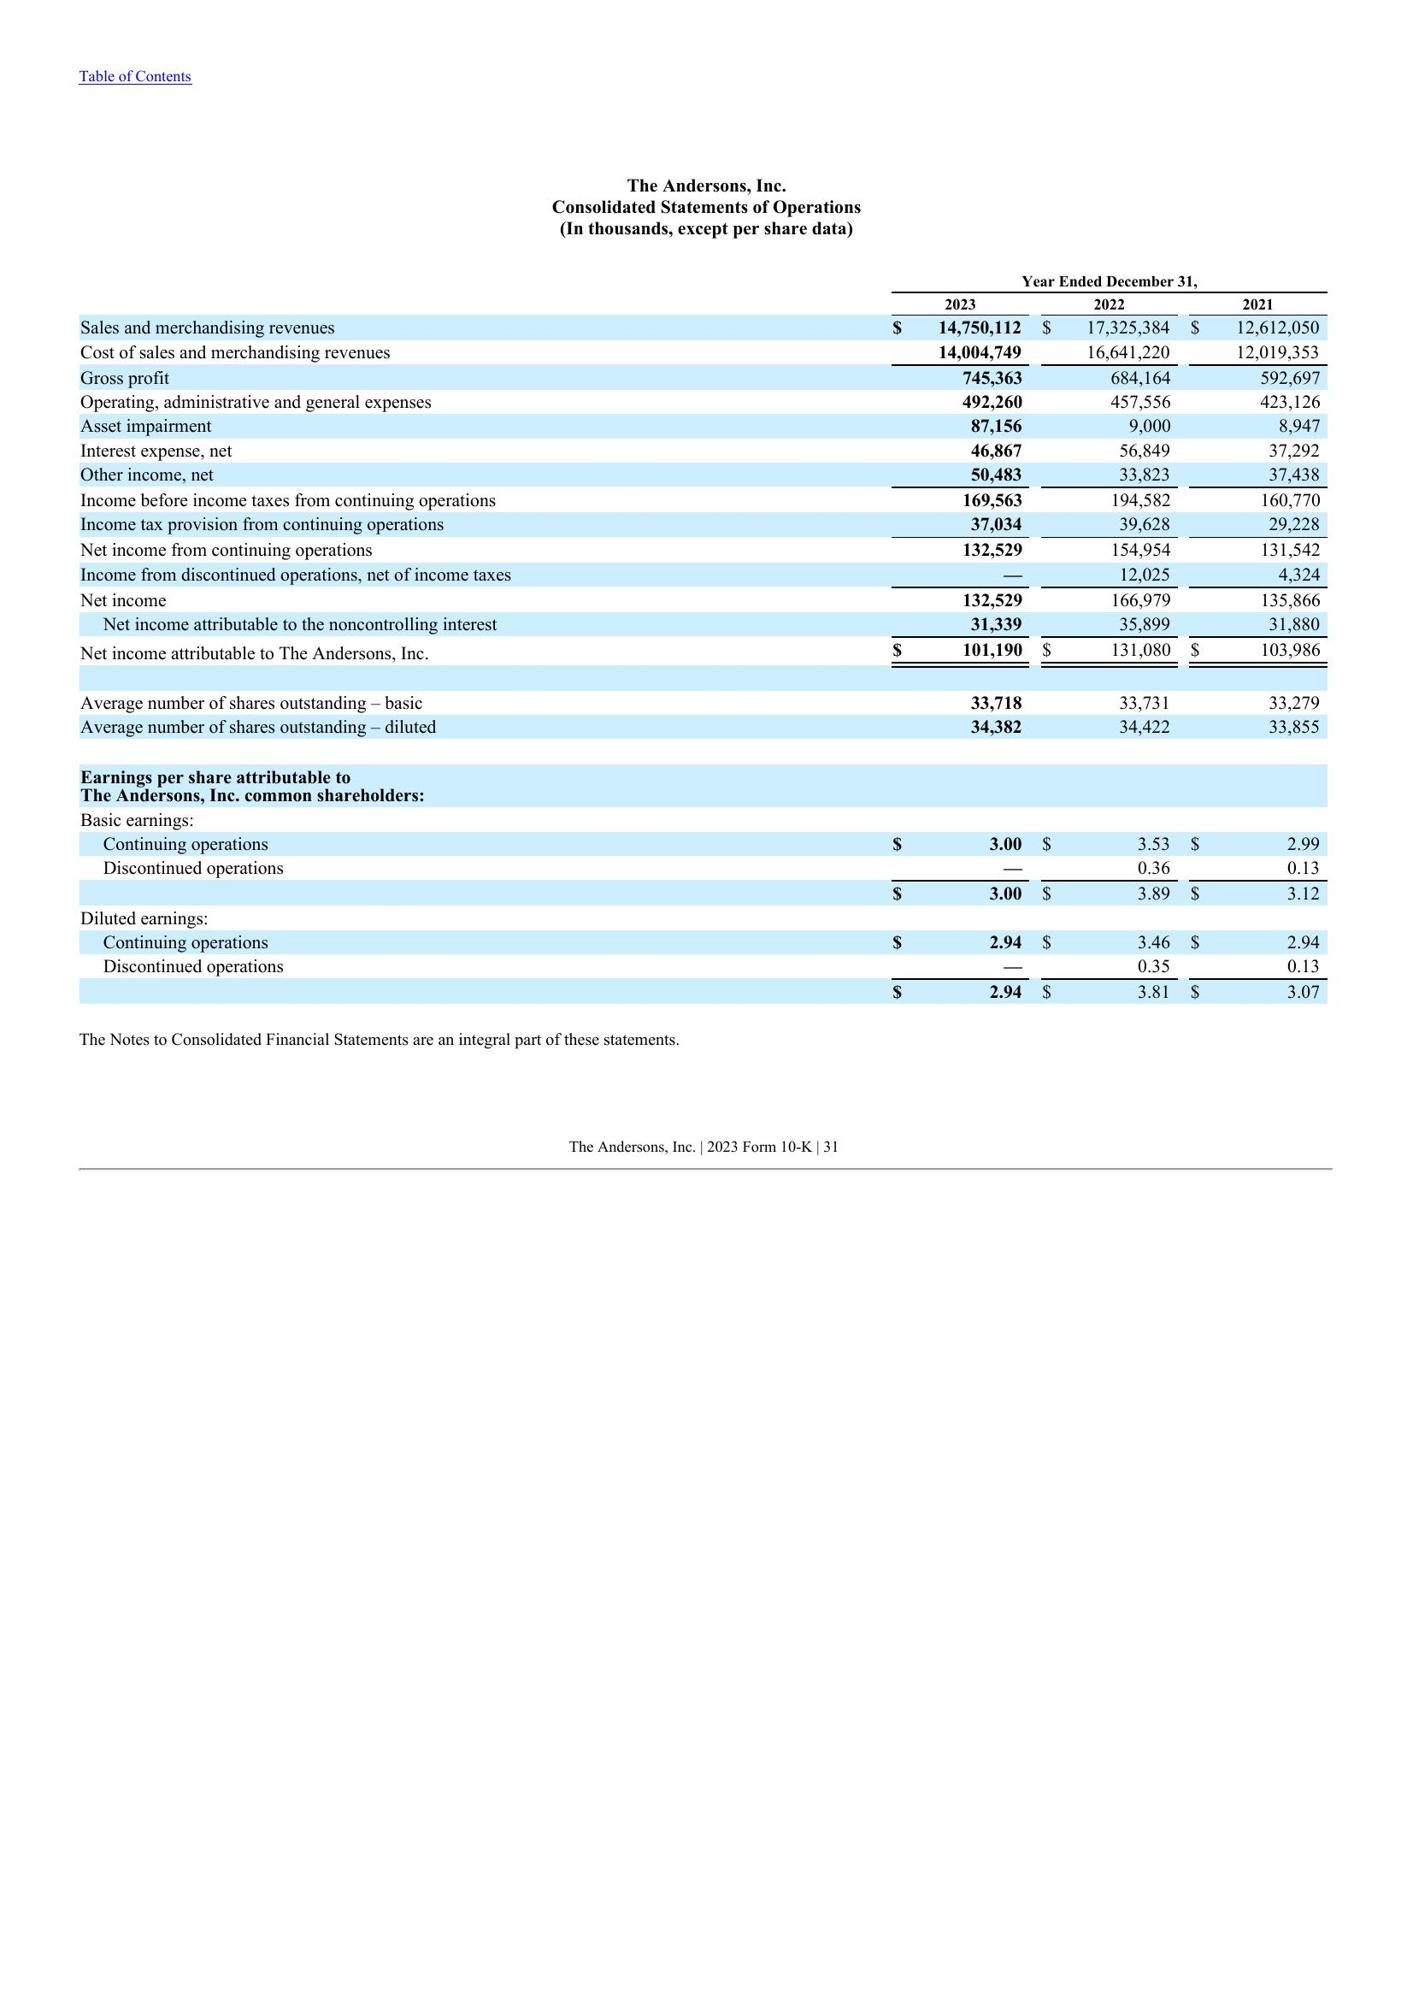 Table of Contents
The Andersons, Inc.
Consolidated Statements of Operations
(In thousands, except per share data)
Year Ended December 31,
2023 2022 2021
Sales and merchandising revenues $ 14,750,112 $ 17,325,384 $ 12,612,050
Cost of sales and merchandising revenues 14,004,749 16,641,220 12,019,353
Gross profit 745,363 684,164 592,697
Operating, administrative and general expenses 492,260 457,556 423,126
Asset impairment 87,156 9,000 8,947
Interest expense, net 46,867 56,849 37,292
Other income, net 50,483 33,823 37,438
Income before income taxes from continuing operations 169,563 194,582 160,770
Income tax provision from continuing operations 37,034 39,628 29,228
Net income from continuing operations 132,529 154,954 131,542
Income from discontinued operations, net of income taxes — 12,025 4,324
Net income 132,529 166,979 135,866
Net income attributable to the noncontrolling interest 31,339 35,899 31,880
Net income attributable to The Andersons, Inc. $ 101,190 $ 131,080 $ 103,986
Average number of shares outstanding – basic 33,718 33,731 33,279
Average number of shares outstanding – diluted 34,382 34,422 33,855
Earnings per share attributable to
The Andersons, Inc. common shareholders:
Basic earnings:
Continuing operations $ 3.00 $ 3.53 $ 2.99
Discontinued operations — 0.36 0.13
$ 3.00 $ 3.89 $ 3.12
Diluted earnings:
Continuing operations $ 2.94 $ 3.46 $ 2.94
Discontinued operations — 0.35 0.13
$ 2.94 $ 3.81 $ 3.07
The Notes to Consolidated Financial Statements are an integral part of these statements.
The Andersons, Inc. | 2023 Form 10-K | 31